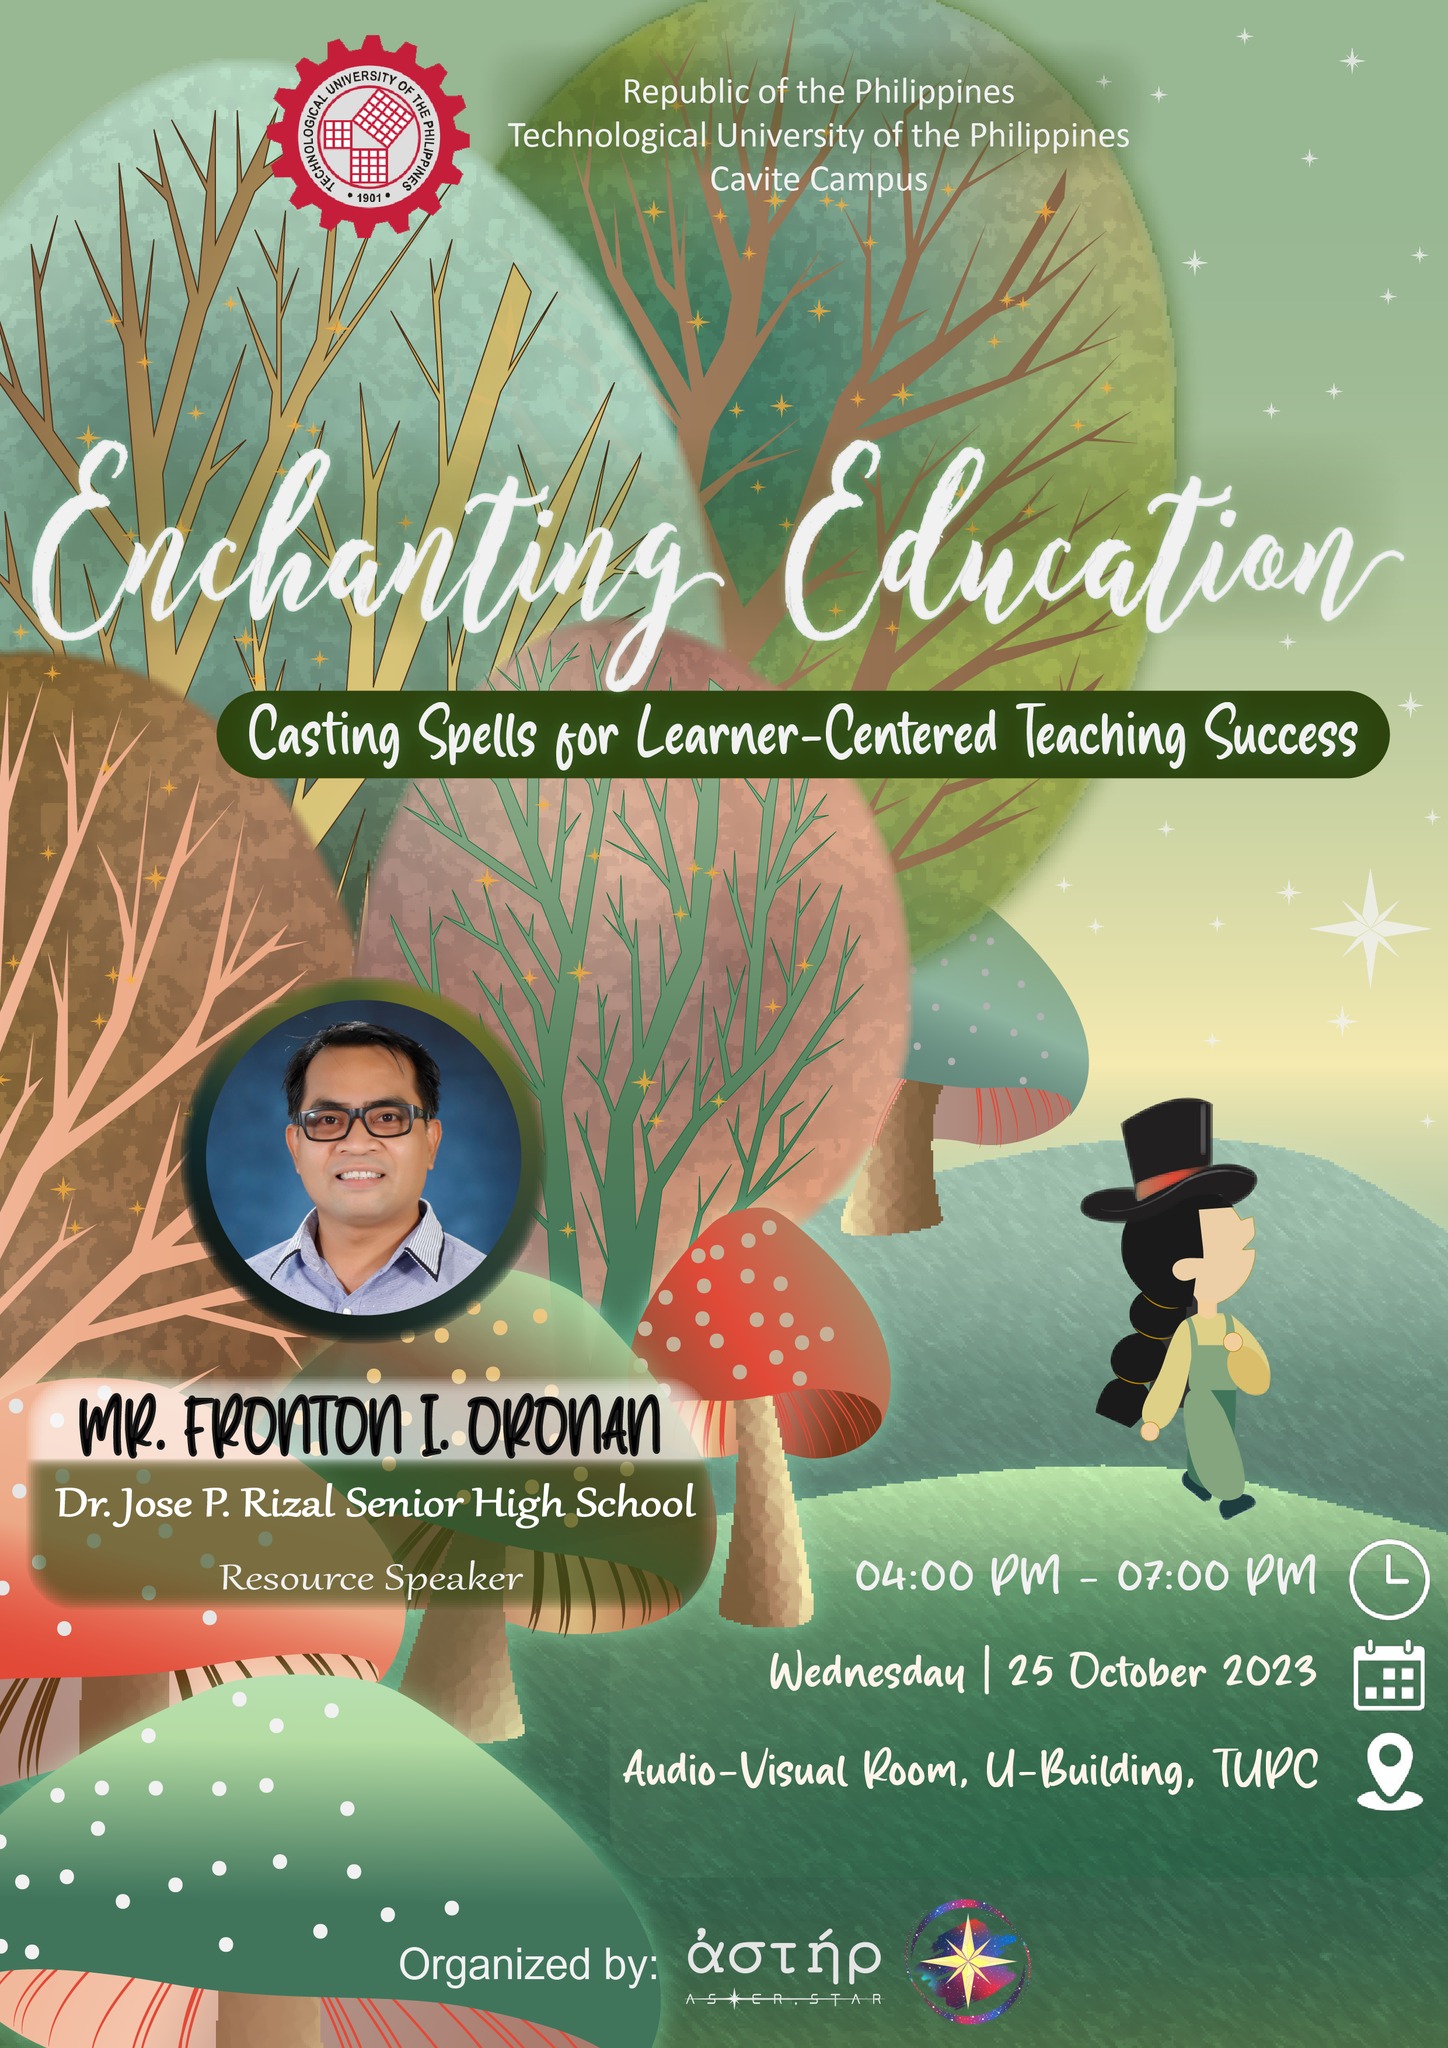 TECHNOLOGICAL UNIVERSITY OF THE PHILIPPINES
• 1901 •
Republic of the Philippines
Technological University of the Philippines
Cavite Campus
Enchanting Education
Casting Spells for Learner-Centered Teaching Success
MR. FRONTON I. ORONAN
Dr. Jose P. Rizal Senior High School
Resource Speaker
04:00 PM - 07:00 PM
Wednesday | 25 October 2023
Audio-Visual Room, U-Building, TUPC
Organized by: ἀστήρ
ASTER.STAR